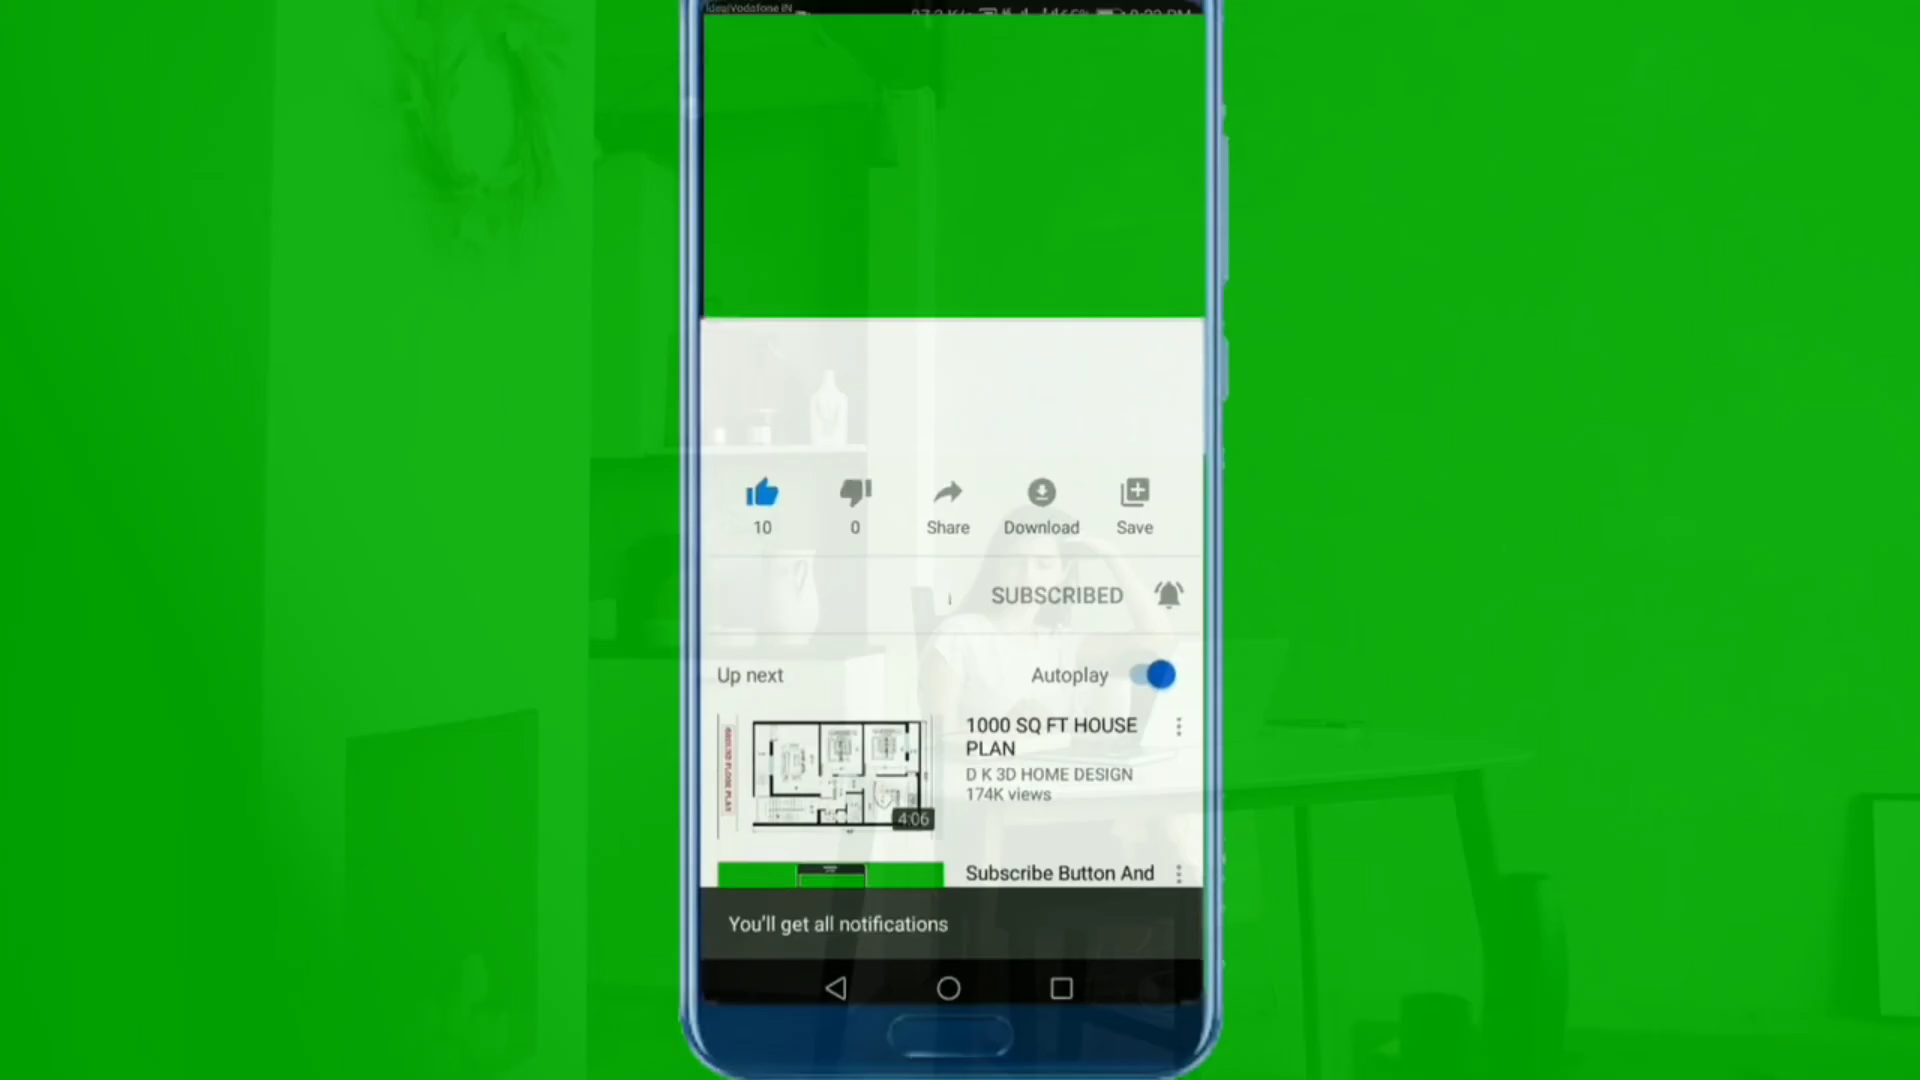 Idea|Vodafone IN
10
0
Share
Download
Save
SUBSCRIBED
Up next
Autoplay
1000 SQ FT HOUSE
PLAN
D K 3D HOME DESIGN
174K views
4:06
Subscribe Button And
You'll get all notifications